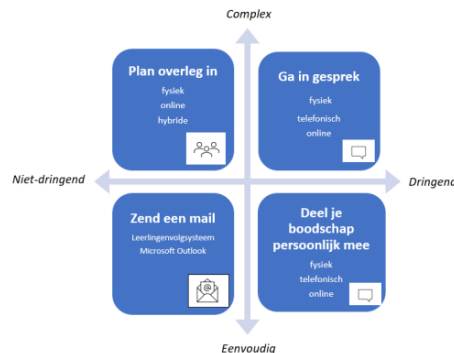 Complex
Plan overleg in
fysiek
online
hybride
Ga in gesprek
fysiek
telefonisch
online
Niet-dringend
Dringend
Zend een mail
Leerlingenvolgsysteem
Microsoft Outlook
Deel je
boodschap
persoonlijk mee
fysiek
telefonisch
online
Eenvoudig